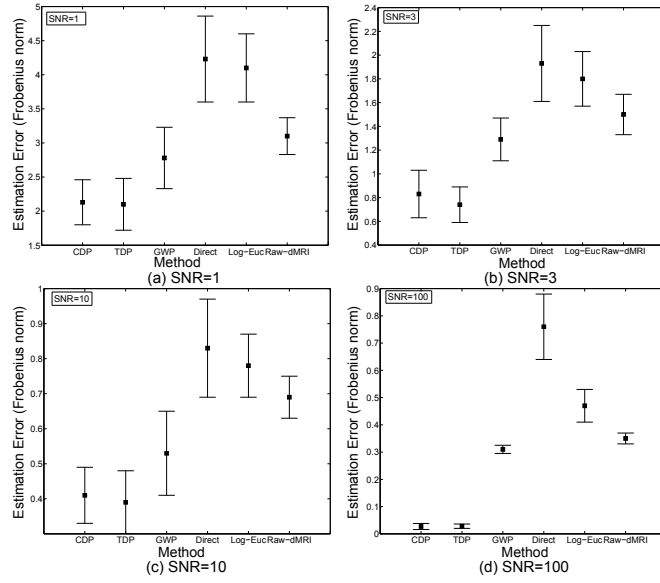 SNR=1
Estimation Error (Frobenius norm)
5
4.5
4
3.5
3
2.5
2
1.5
CDP TDP GWP Direct Log-Euc Raw-dMRI
Method
(a) SNR=1
SNR=3
Estimation Error (Frobenius norm)
2.4
2.2
2
1.8
1.6
1.4
1.2
1
0.8
0.6
0.4
CDP TDP GWP Direct Log-Euc Raw-dMRI
Method
(b) SNR=3
SNR=10
Estimation Error (Frobenius norm)
1
0.9
0.8
0.7
0.6
0.5
0.4
CDP TDP GWP Direct Log-Euc Raw-dMRI
Method
(c) SNR=10
SNR=100
Estimation Error (Frobenius norm)
0.9
0.8
0.7
0.6
0.5
0.4
0.3
0.2
0.1
0
CDP TDP GWP Direct Log-Euc Raw-dMRI
Method
(d) SNR=100